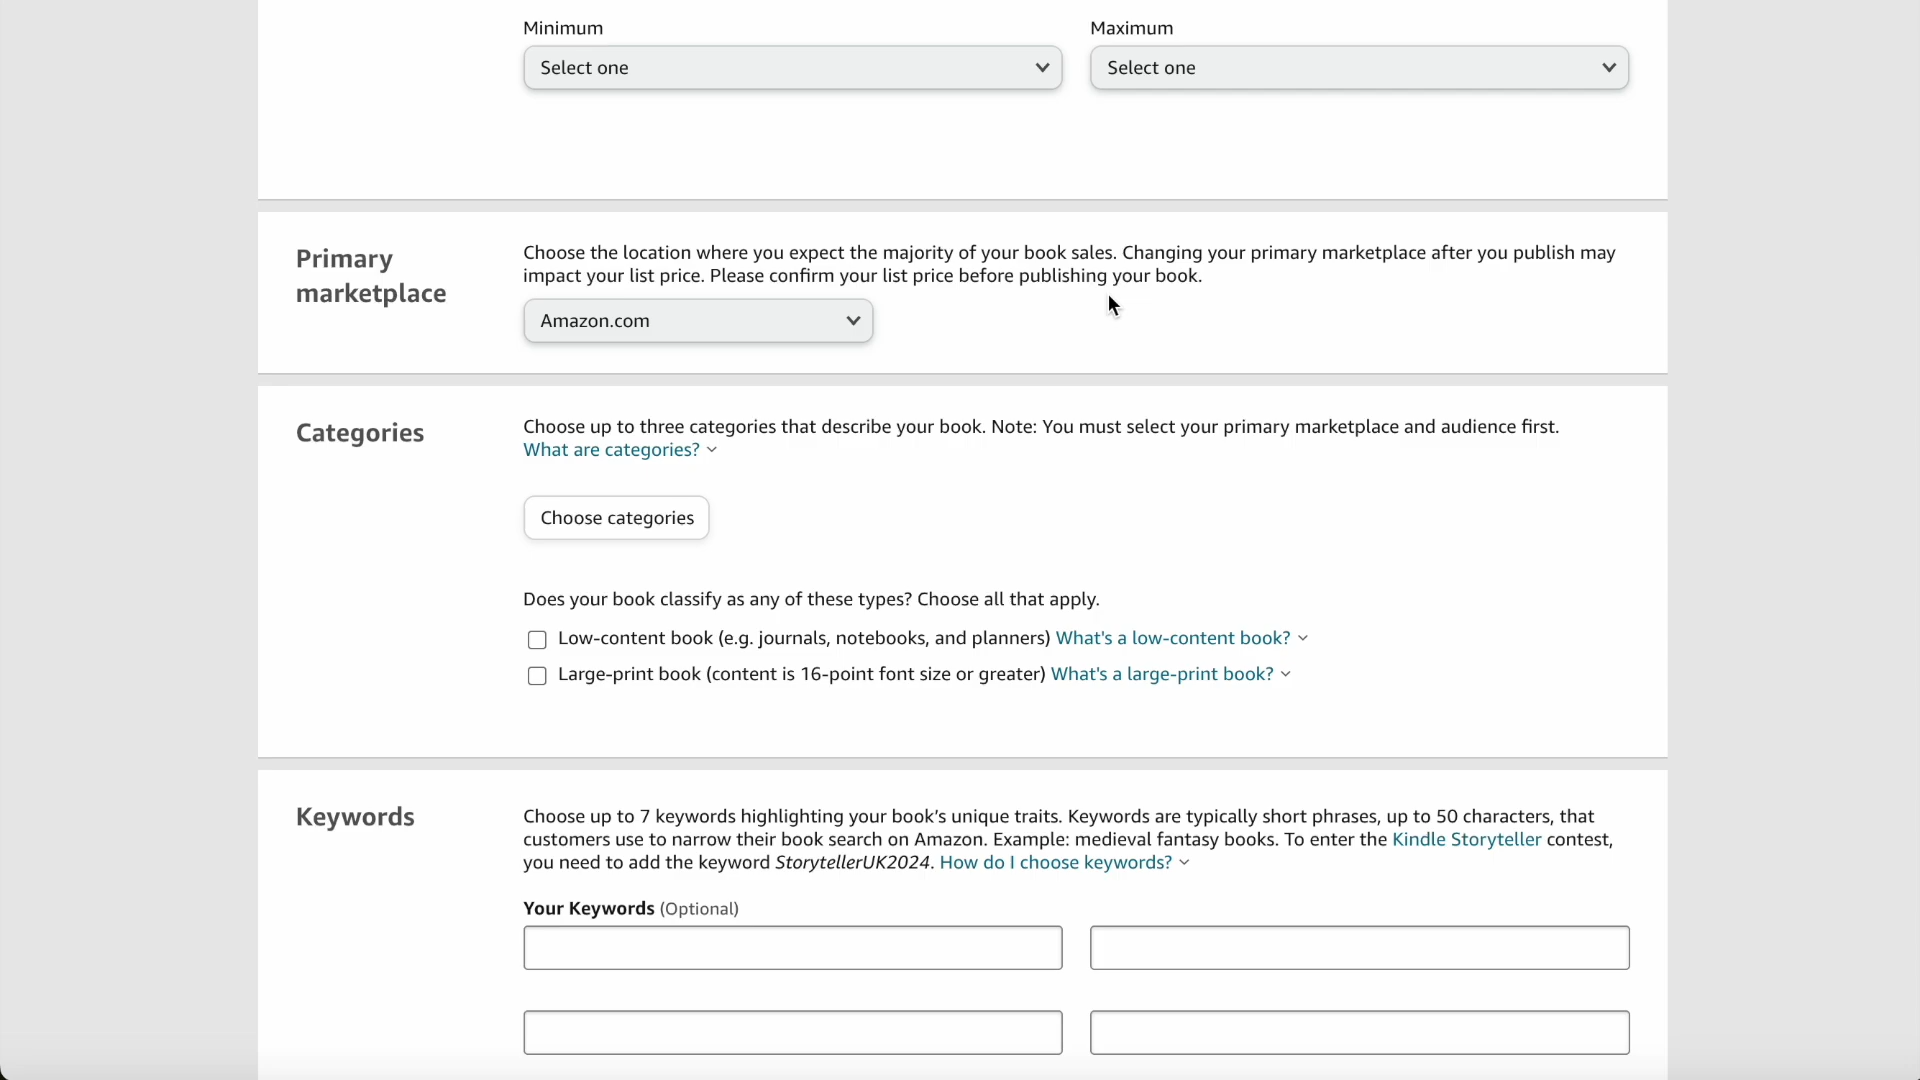 Minimum
Maximum
Select one
Select one
Primary
marketplace
Choose the location where you expect the majority of your book sales. Changing your primary marketplace after you publish may
impact your list price. Please confirm your list price before publishing your book.
Amazon.com
Categories
Choose up to three categories that describe your book. Note: You must select your primary marketplace and audience first.
What are categories?
Choose categories
Does your book classify as any of these types? Choose all that apply.
Low-content book (e.g. journals, notebooks, and planners) What's a low-content book?
Large-print book (content is 16-point font size or greater) What's a large-print book?
Keywords
Choose up to 7 keywords highlighting your book’s unique traits. Keywords are typically short phrases, up to 50 characters, that
customers use to narrow their book search on Amazon. Example: medieval fantasy books. To enter the Kindle Storyteller contest,
you need to add the keyword StorytellerUK2024. How do I choose keywords?
Your Keywords (Optional)